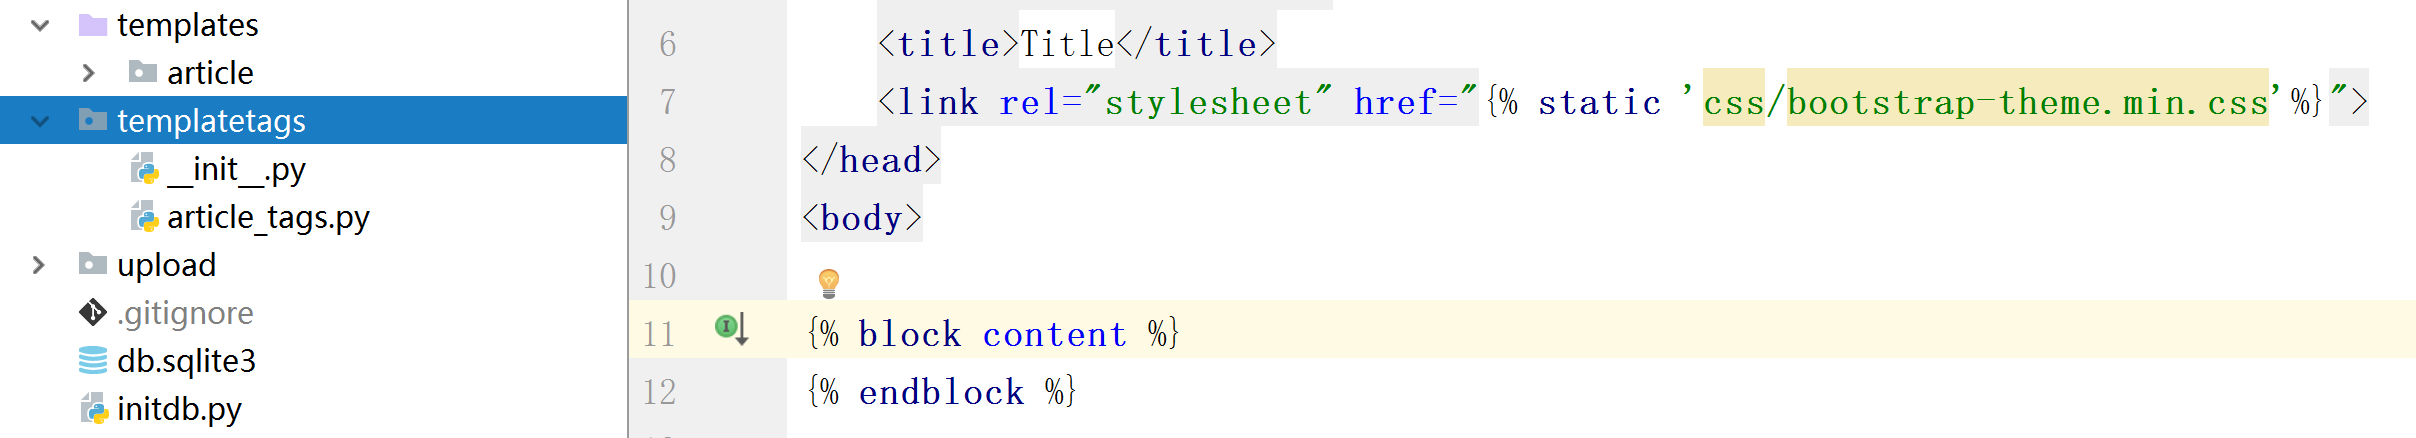 templates
article
templatetags
__init__.py
article_tags.py
upload
.gitignore
db.sqlite3
initdb.py
6 <title>Title</title>
7 <link rel="stylesheet" href="{% static 'css/bootstrap-theme.min.css'%}">
8 </head>
9 <body>
10
11 {% block content %}
12 {% endblock %}